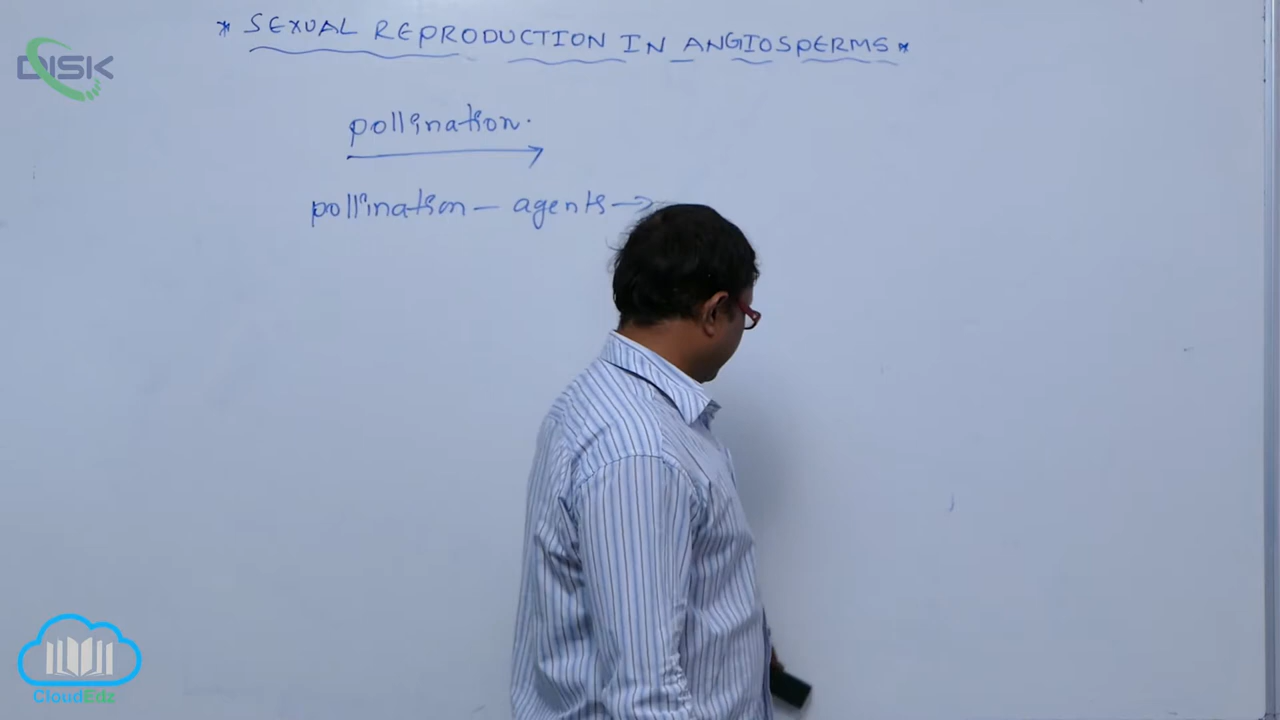 * SEXUAL REPRODUCTION IN ANGIOSPERMS *
DISK
pollination.
pollination - agents →
CloudEdz